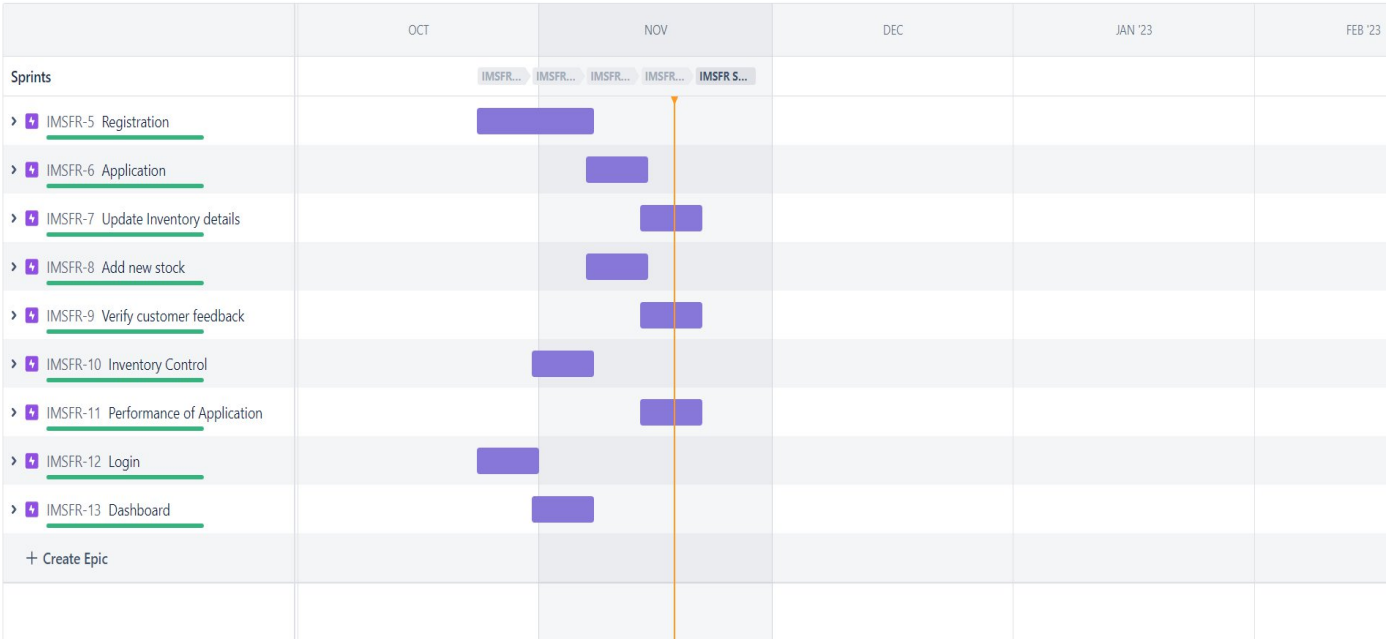 OCT NOV DEC JAN '23 FEB '23
Sprints IMSFR... IMSFR... IMSFR... IMSFR... IMSFR S...
IMSFR-5 Registration
IMSFR-6 Application
IMSFR-7 Update Inventory details
IMSFR-8 Add new stock
IMSFR-9 Verify customer feedback
IMSFR-10 Inventory Control
IMSFR-11 Performance of Application
IMSFR-12 Login
IMSFR-13 Dashboard
+ Create Epic